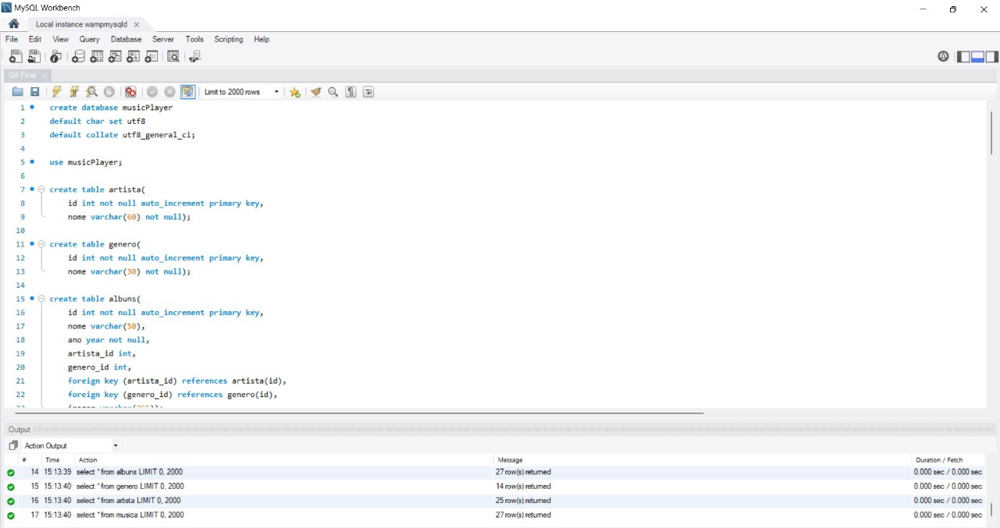 MySQL Workbench
Local instance wampmysqld
File Edit View Query Database Server Tools Scripting Help
Gil Final
Limit to 2000 rows
1 create database musicPlayer
2 default char set utf8
3 default collate utf8_general_ci;
4
5 use musicPlayer;
6
7 create table artista(
8 id int not null auto_increment primary key,
9 nome varchar(60) not null);
10
11 create table genero(
12 id int not null auto_increment primary key,
13 nome varchar(30) not null);
14
15 create table albuns(
16 id int not null auto_increment primary key,
17 nome varchar(50),
18 ano year not null,
19 artista_id int,
20 genero_id int,
21 foreign key (artista_id) references artista(id),
22 foreign key (genero_id) references genero(id),
Output
Action Output
# Time Action Message Duration / Fetch
14 15:13:39 select * from albuns LIMIT 0, 2000 27 row(s) returned 0.000 sec / 0.000 sec
15 15:13:40 select * from genero LIMIT 0, 2000 14 row(s) returned 0.000 sec / 0.000 sec
16 15:13:40 select * from artista LIMIT 0, 2000 25 row(s) returned 0.000 sec / 0.000 sec
17 15:13:40 select * from musica LIMIT 0, 2000 27 row(s) returned 0.000 sec / 0.000 sec